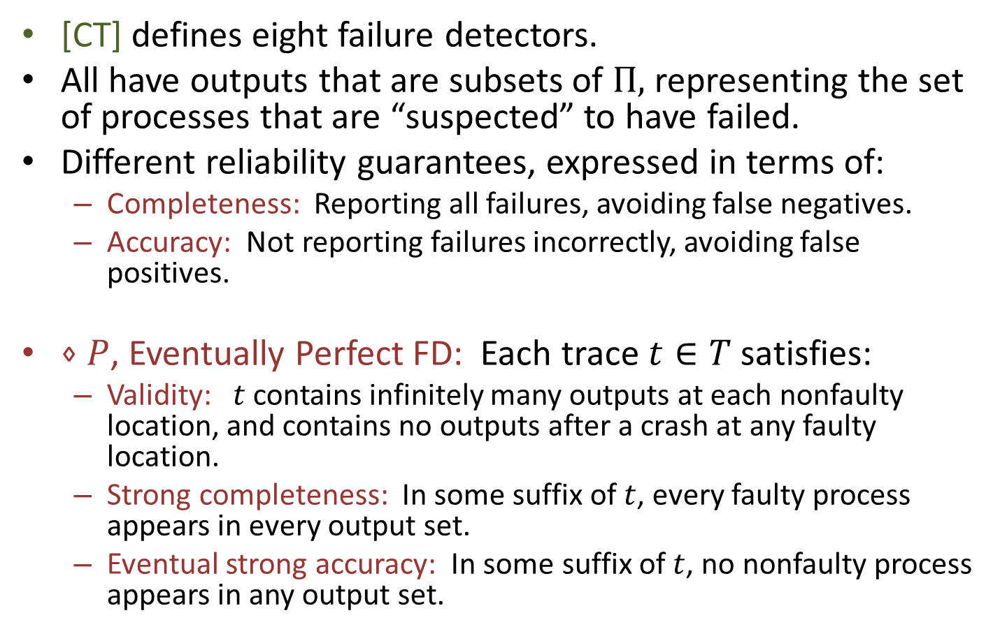 • [CT] defines eight failure detectors.
• All have outputs that are subsets of Π, representing the set
of processes that are “suspected” to have failed.
• Different reliability guarantees, expressed in terms of:
– Completeness: Reporting all failures, avoiding false negatives.
– Accuracy: Not reporting failures incorrectly, avoiding false
positives.
• ⋄ P, Eventually Perfect FD: Each trace t ∈ T satisfies:
– Validity: t contains infinitely many outputs at each nonfaulty
location, and contains no outputs after a crash at any faulty
location.
– Strong completeness: In some suffix of t, every faulty process
appears in every output set.
– Eventual strong accuracy: In some suffix of t, no nonfaulty process
appears in any output set.